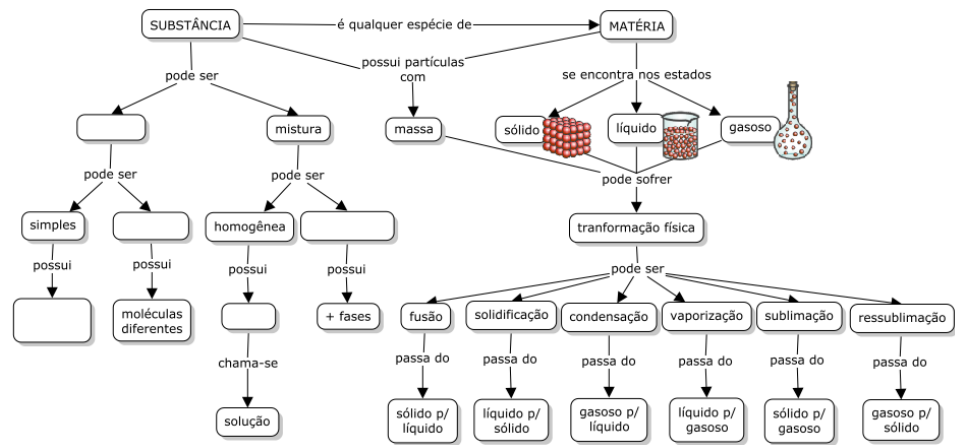 SUBSTÂNCIA
é qualquer espécie de
MATÉRIA
possui partículas
com
pode ser
se encontra nos estados
mistura
massa
sólido
líquido
gasoso
pode ser
pode ser
pode sofrer
simples
homogênea
tranformação física
possui
possui
possui
possui
pode ser
moléculas
diferentes
+ fases
fusão
solidificação
condensação
vaporização
sublimação
ressublimação
chama-se
passa do
passa do
passa do
passa do
passa do
passa do
solução
sólido p/
líquido
líquido p/
sólido
gasoso p/
líquido
líquido p/
gasoso
sólido p/
gasoso
gasoso p/
sólido